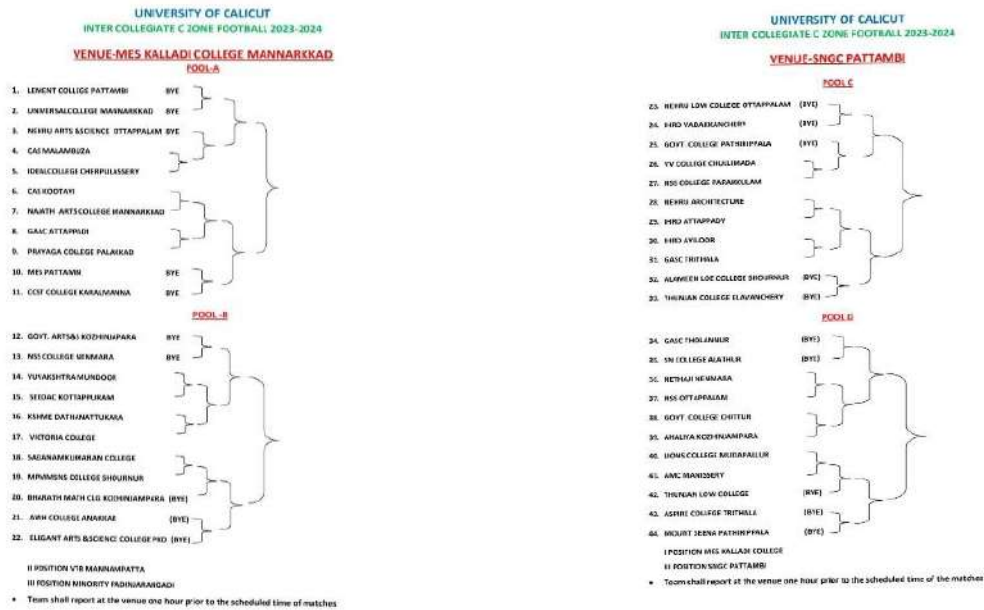 UNIVERSITY OF CALICUT
INTER COLLEGIATE C ZONE FOOTBALL 2023-2024
VENUE-MES KALLADI COLLEGE MANNARKKAD
POOL-A
1. LEMENT COLLEGE PATTAMBI BYE
2. UNIVERSALCOLLEGE MANNARKKAD BYE
3. NEHRU ARTS &SCIENCE OTTAPPALAM BYE
4. CAS MALAMBUZA
5. IDEALCOLLEGE CHERPULASSERY
6. CAS KOOTAYI
7. NAJATH ARTS COLLEGE MANNARKKAD
8. GASC ATTAPPADI
9. PRAYAGA COLLEGE PALAKKAD
10. MES PATTAMBI BYE
11. CCST COLLEGE KARALMANNA BYE
POOL -B
12. GOVT. ARTS&S KOZHINJAPARA BYE
13. NSS COLLEGE NENMARA BYE
14. YUVAKSHTRA MUNDOOR
15. SEEDAC KOTTAPPURAM
16. KSHME DATHANATTUKARA
17. VICTORIA COLLEGE
18. SABANAMKUMARAN COLLEGE
19. MPMMSNS COLLEGE SHOURNUR
20. BHARATH MATH CLG KOZHINJAMPARA (BYE)
21. AWH COLLEGE ANAKKAE (BYE)
22. ELIGANT ARTS &SCIENCE COLLEGE PKD (BYE)
II POSITION VTB MANNAMPATTA
III POSITION MINORITY PADINJARANGADI
• Team shall report at the venue one hour prior to the scheduled time of matches
UNIVERSITY OF CALICUT
INTER COLLEGIATE C ZONE FOOTBALL 2023-2024
VENUE-SNGC PATTAMBI
POOL C
23. NEHRU LOW COLLEGE OTTAPPALAM (BYE)
24. IHRD VADAKKANCHERY (BYE)
25. GOVT. COLLEGE PATHIRIPPALA (BYE)
26. YV COLLEGE CHULLIMADA
27. NSS COLLEGE PARAKKULAM
28. NEHRU ARCHITECTURE
29. IHRD ATTAPPADY
30. IHRD AYILOOR
31. GASC TRITHALA
32. ALAMEEN LOE COLLEGE SHOURNUR (BYE)
33. THUNJAN COLLEGE ELAVANCHERY (BYE)
POOL D
34. GASC THOLANNUR (BYE)
35. SN COLLEGE ALATHUR (BYE)
36. NETHAJI NENMARA
37. NSS OTTAPPALAM
38. GOVT. COLLEGE CHITTUR
39. AHALIYA KOZHINJAMPARA
40. LIONS COLLEGE MUDAPALLUR
41. AMC MANISSERY
42. THUNJAN LOW COLLEGE (BYE)
43. ASPIRE COLLEGE TRITHALA (BYE)
44. MOUNT SEENA PATHIRIPPALA (BYE)
I POSITION MES KALLADI COLLEGE
III POSITION SNGC PATTAMBI
• Team shall report at the venue one hour prior to the scheduled time of the matches